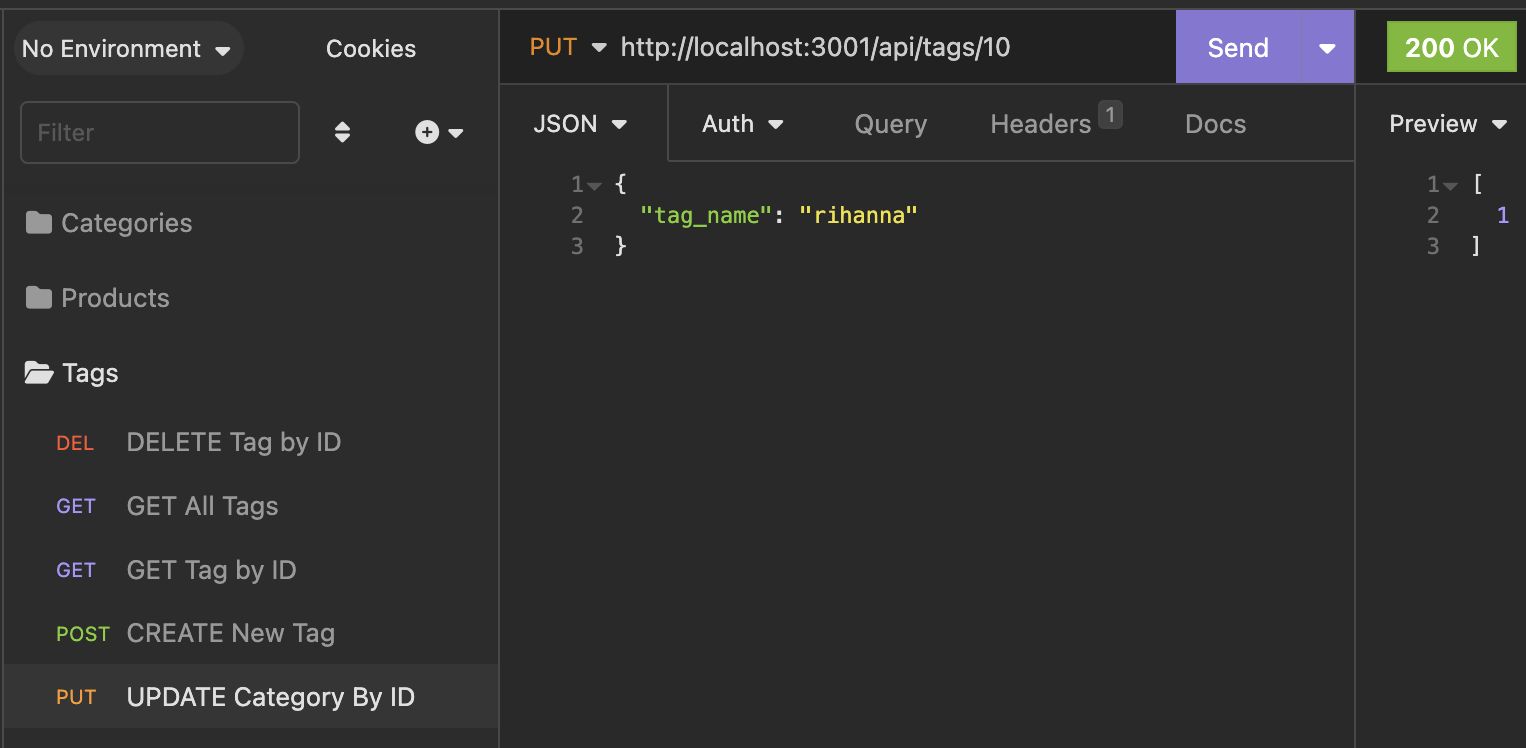 No Environment
Cookies
Filter
Categories
Products
Tags
DEL DELETE Tag by ID
GET GET All Tags
GET GET Tag by ID
POST CREATE New Tag
PUT UPDATE Category By ID
PUT http://localhost:3001/api/tags/10
Send
JSON Auth Query Headers 1 Docs
1 {
2 "tag_name": "rihanna"
3 }
200 OK
Preview
1 [
2 1
3 ]